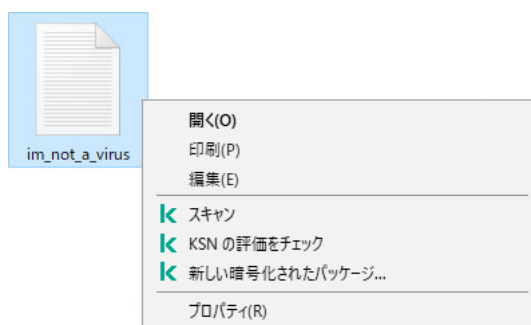 im_not_a_virus
開く(O)
印刷(P)
編集(E)
スキャン
KSN の評価をチェック
新しい暗号化されたパッケージ...
プロパティ(R)